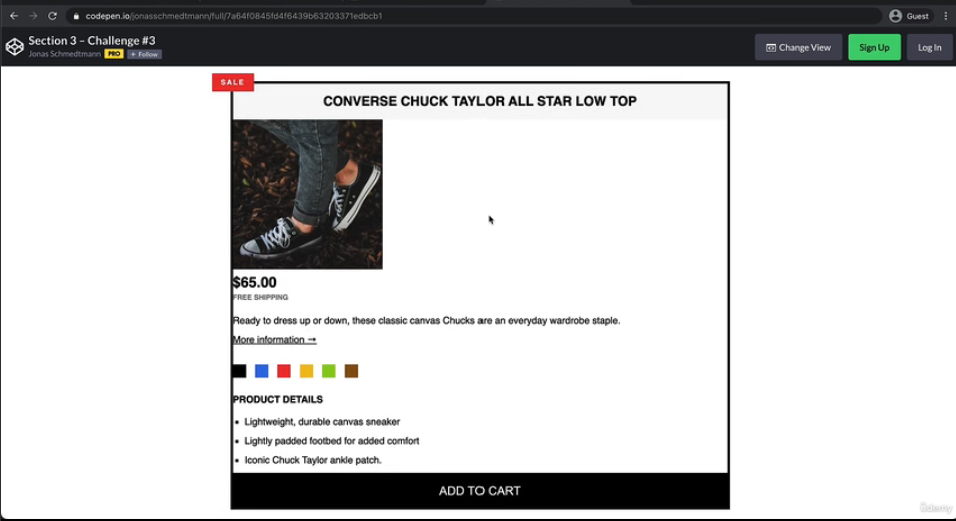 codepen.io/jonasschmedtmann/full/7a64f0845fd4f6439b63203371edbcb1
Guest
Section 3 – Challenge #3
Jonas Schmedtmann PRO + Follow
Change View
Sign Up
Log In
SALE
CONVERSE CHUCK TAYLOR ALL STAR LOW TOP
$65.00
FREE SHIPPING
Ready to dress up or down, these classic canvas Chucks are an everyday wardrobe staple.
More information →
PRODUCT DETAILS
Lightweight, durable canvas sneaker
Lightly padded footbed for added comfort
Iconic Chuck Taylor ankle patch.
ADD TO CART
Udemy